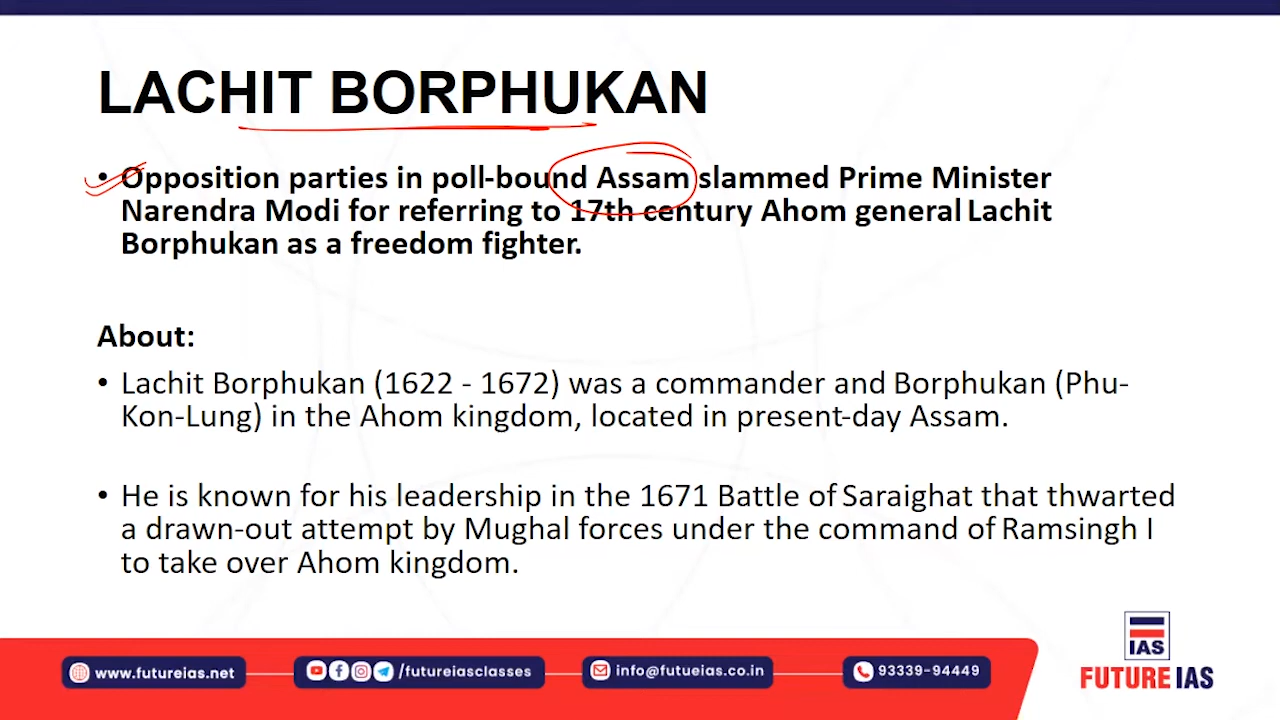 LACHIT BORPHUKAN
• Opposition parties in poll-bound Assam slammed Prime Minister
Narendra Modi for referring to 17th century Ahom general Lachit
Borphukan as a freedom fighter.
About:
• Lachit Borphukan (1622 - 1672) was a commander and Borphukan (Phu-
Kon-Lung) in the Ahom kingdom, located in present-day Assam.
• He is known for his leadership in the 1671 Battle of Saraighat that thwarted
a drawn-out attempt by Mughal forces under the command of Ramsingh I
to take over Ahom kingdom.
IAS
FUTURE IAS
www.futureias.net
/futureiasclasses
info@futueias.co.in
93339-94449